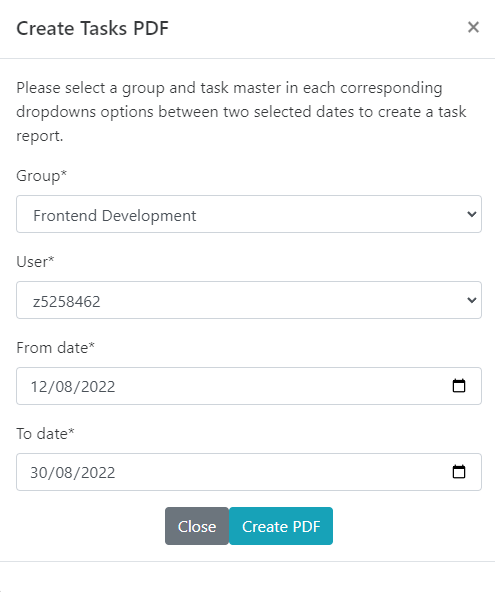 Create Tasks PDF
×
Please select a group and task master in each corresponding
dropdowns options between two selected dates to create a task
report.
Group*
Frontend Development
User*
z5258462
From date*
12/08/2022
To date*
30/08/2022
Close
Create PDF